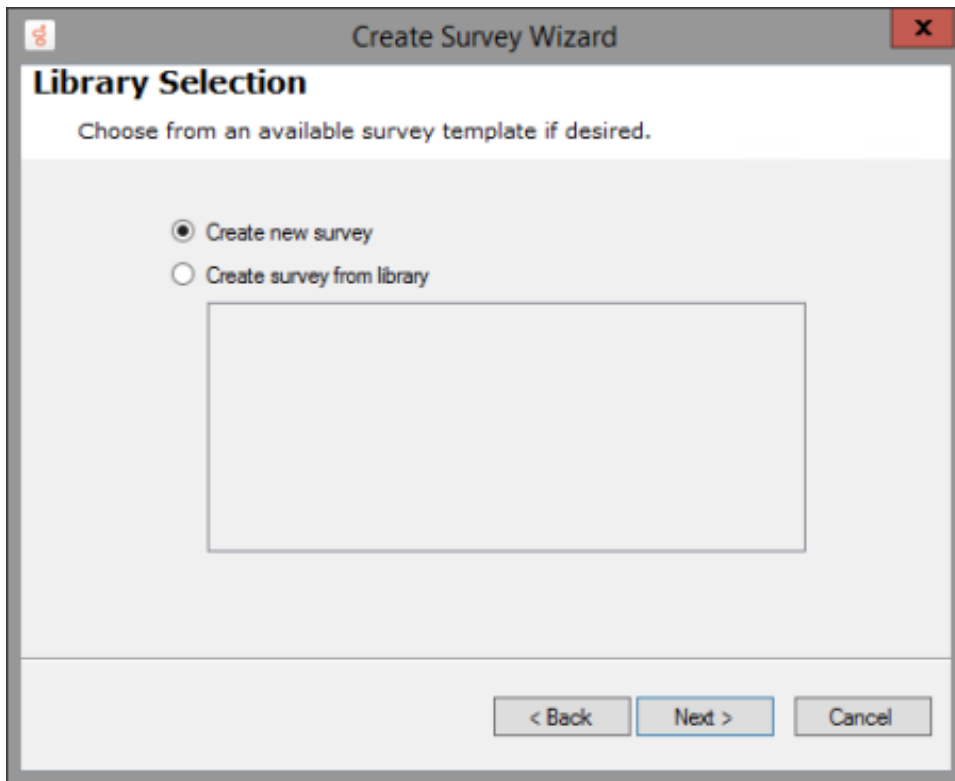 Create Survey Wizard
x
Library Selection
Choose from an available survey template if desired.
Create new survey
Create survey from library
< Back Next > Cancel